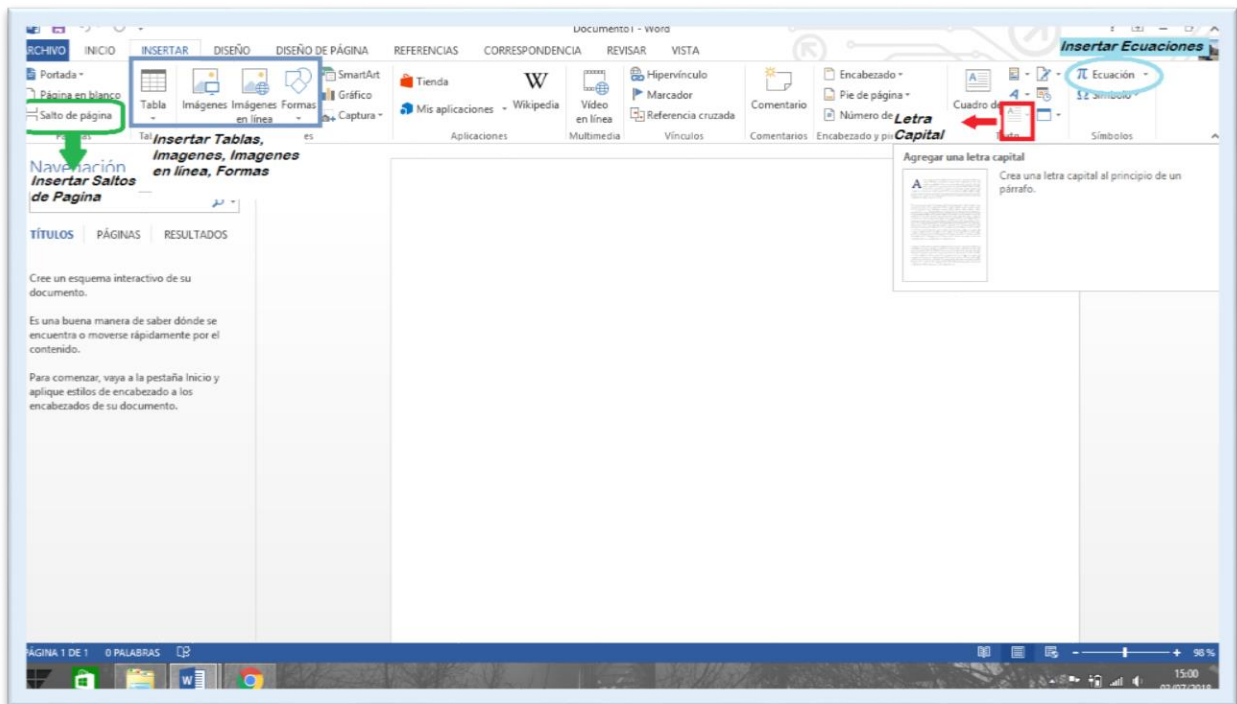 Documento1 - Word
ARCHIVO INICIO INSERTAR DISEÑO DISEÑO DE PÁGINA REFERENCIAS CORRESPONDENCIA REVISAR VISTA
Insertar Ecuaciones
Portada
Página en blanco
Salto de página
Tabla
Imágenes
Imágenes en línea
Formas
SmartArt
Gráfico
Captura
Tienda
Mis aplicaciones
Wikipedia
Aplicaciones
Vídeo
en línea
Multimedia
Hipervínculo
Marcador
Referencia cruzada
Vínculos
Comentario
Comentarios
Encabezado
Pie de página
Número de
Encabezado y pi
Cuadro de
Letra
Capital
Ecuación
Símbolo
Símbolos
Insertar Tablas,
Imagenes, Imagenes
en línea, Formas
Navegación
Insertar Saltos
de Pagina
TÍTULOS PÁGINAS RESULTADOS
Cree un esquema interactivo de su
documento.
Es una buena manera de saber dónde se
encuentra o moverse rápidamente por el
contenido.
Para comenzar, vaya a la pestaña Inicio y
aplique estilos de encabezado a los
encabezados de su documento.
Agregar una letra capital
Crea una letra capital al principio de un
párrafo.
PÁGINA 1 DE 1 0 PALABRAS
98%
15:00
03/07/2018